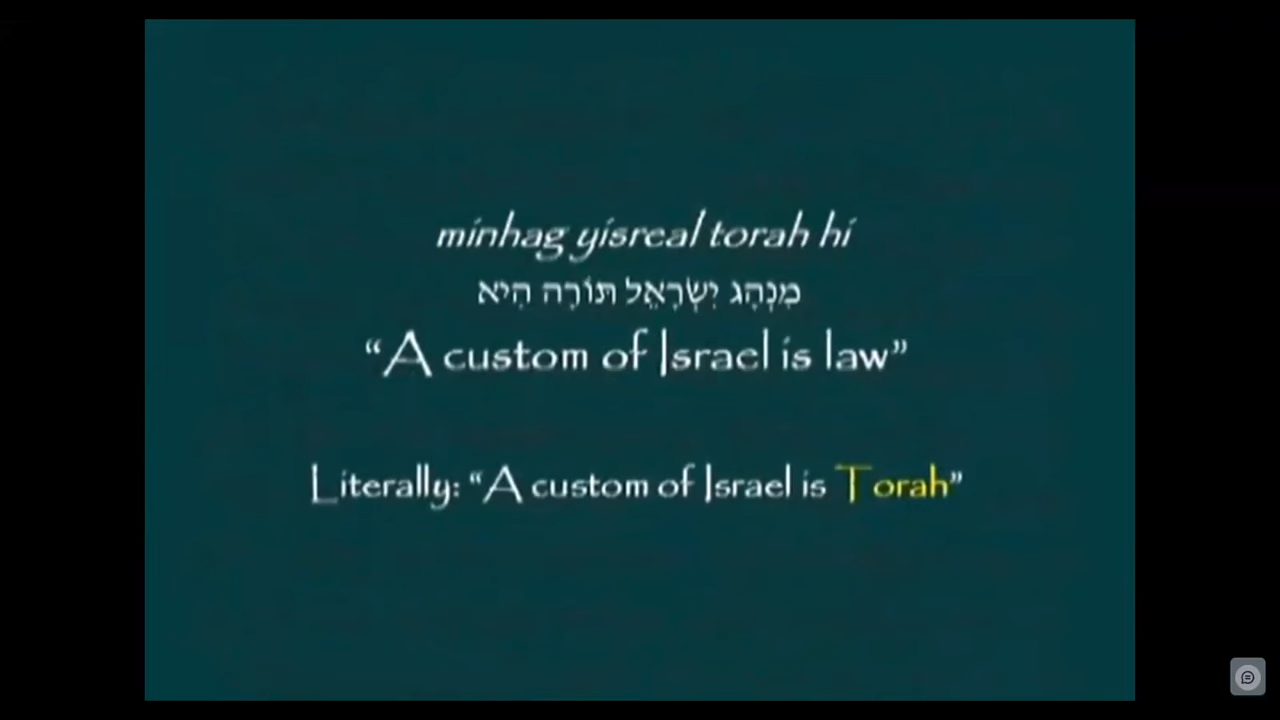 minhag yisreal torah hi
מִנְהָג יִשְׂרָאֵל תּוֹרָה הִיא
“A custom of Israel is law”
Literally: “A custom of Israel is Torah”